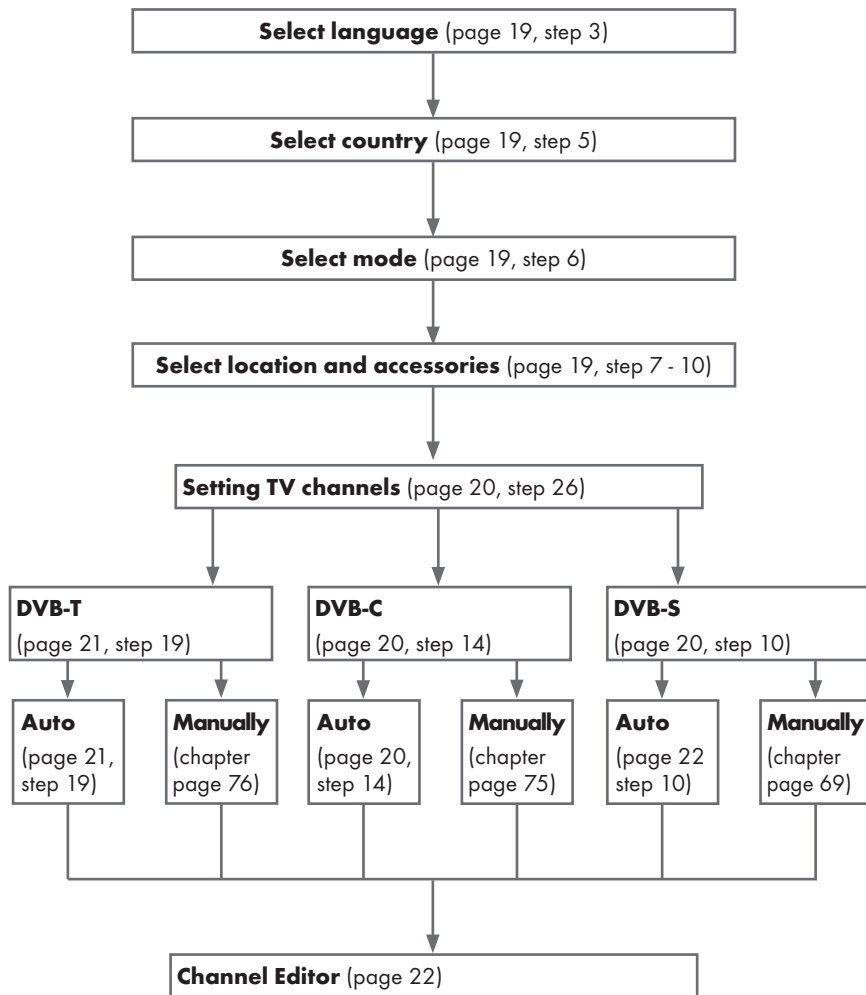 Select language (page 19, step 3)
Select country (page 19, step 5)
Select mode (page 19, step 6)
Select location and accessories (page 19, step 7 - 10)
Setting TV channels (page 20, step 26)
DVB-T
(page 21, step 19)
DVB-C
(page 20, step 14)
DVB-S
(page 20, step 10)
Auto
(page 21,
step 19)
Manually
(chapter
page 76)
Auto
(page 20,
step 14)
Manually
(chapter
page 75)
Auto
(page 22
step 10)
Manually
(chapter
page 69)
Channel Editor (page 22)